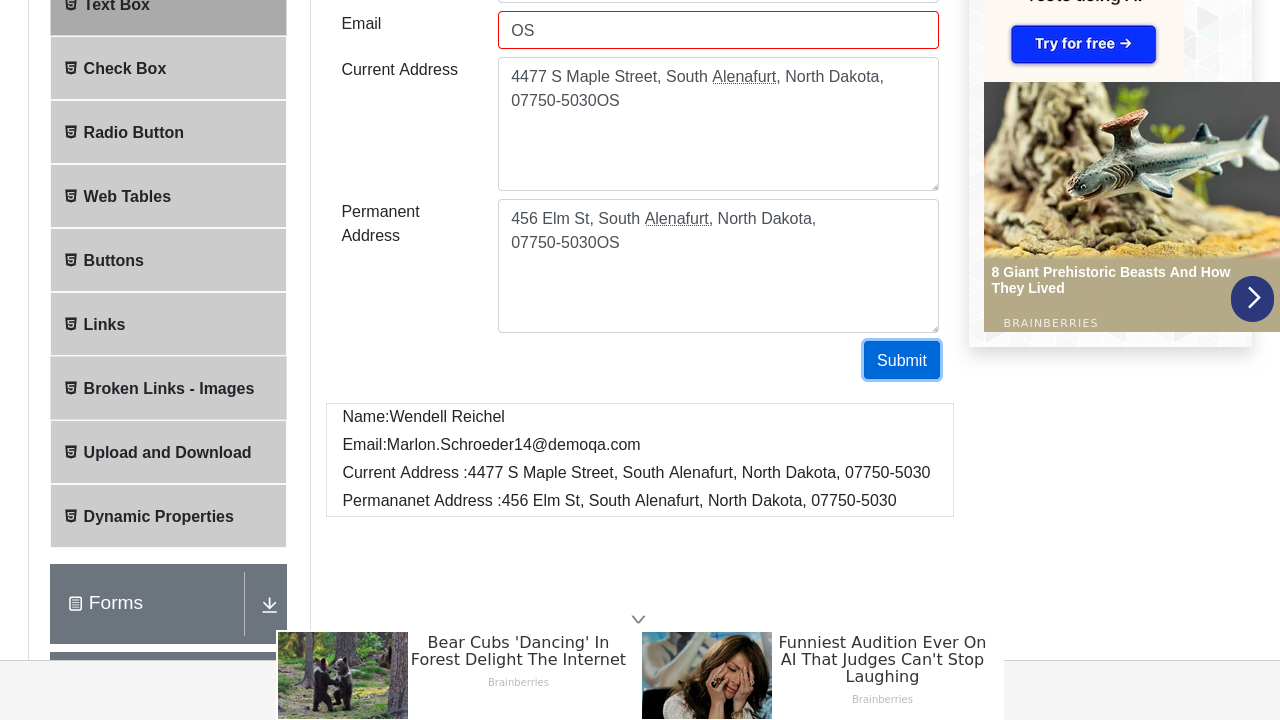 Text Box
Check Box
Radio Button
Web Tables
Buttons
Links
Broken Links - Images
Upload and Download
Dynamic Properties
Forms
Email
OS
Current Address
4477 S Maple Street, South Alenafurt, North Dakota,
07750-5030OS
Permanent
Address
456 Elm St, South Alenafurt, North Dakota,
07750-5030OS
Submit
Name:Wendell Reichel
Email:Marlon.Schroeder14@demoqa.com
Current Address :4477 S Maple Street, South Alenafurt, North Dakota, 07750-5030
Permananet Address :456 Elm St, South Alenafurt, North Dakota, 07750-5030
Try for free →
8 Giant Prehistoric Beasts And How
They Lived
BRAINBERRIES
Bear Cubs 'Dancing' In
Forest Delight The Internet
Brainberries
Funniest Audition Ever On
AI That Judges Can't Stop
Laughing
Brainberries